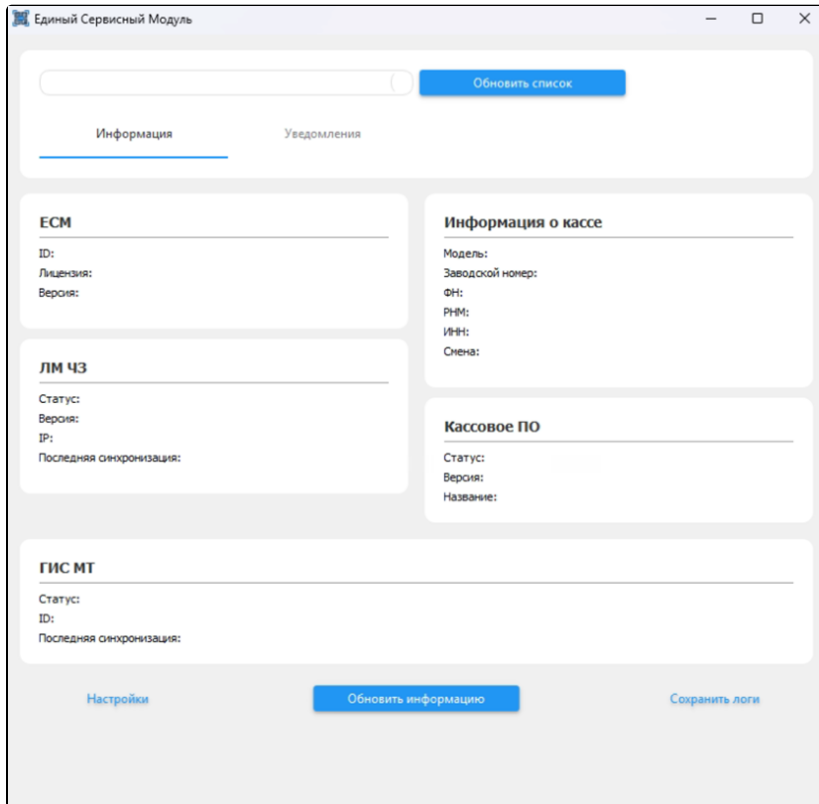 Единый Сервисный Модуль
Обновить список
Информация
Уведомления
ЕСМ
ID:
Лицензия:
Версия:
ЛМ ЧЗ
Статус:
Версия:
IP:
Последняя синхронизация:
Информация о кассе
Модель:
Заводской номер:
ФН:
РНМ:
ИНН:
Смена:
Кассовое ПО
Статус:
Версия:
Название:
ГИС МТ
Статус:
ID:
Последняя синхронизация:
Настройки
Обновить информацию
Сохранить логи